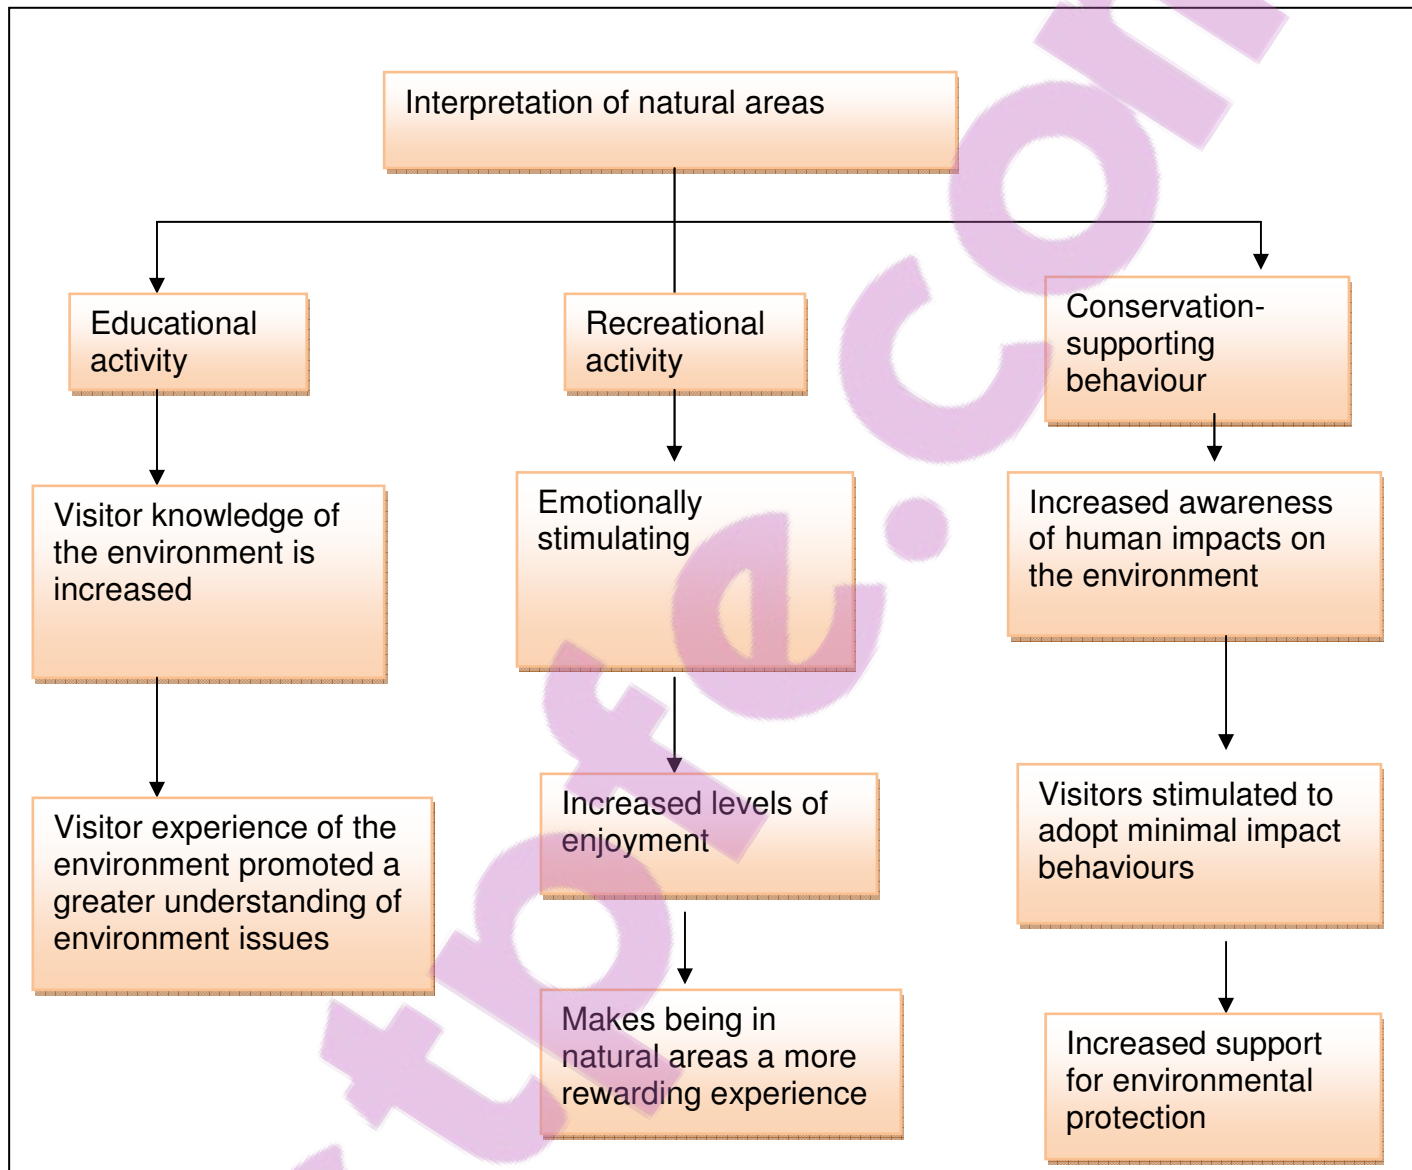 Interpretation of natural areas
Educational
activity
Recreational
activity
Conservation-
supporting
behaviour
Visitor knowledge of
the environment is
increased
Emotionally
stimulating
Increased awareness
of human impacts on
the environment
Visitor experience of the
environment promoted a
greater understanding of
environment issues
Increased levels of
enjoyment
Visitors stimulated to
adopt minimal impact
behaviours
Makes being in
natural areas a more
rewarding experience
Increased support
for environmental
protection
tpfe.com